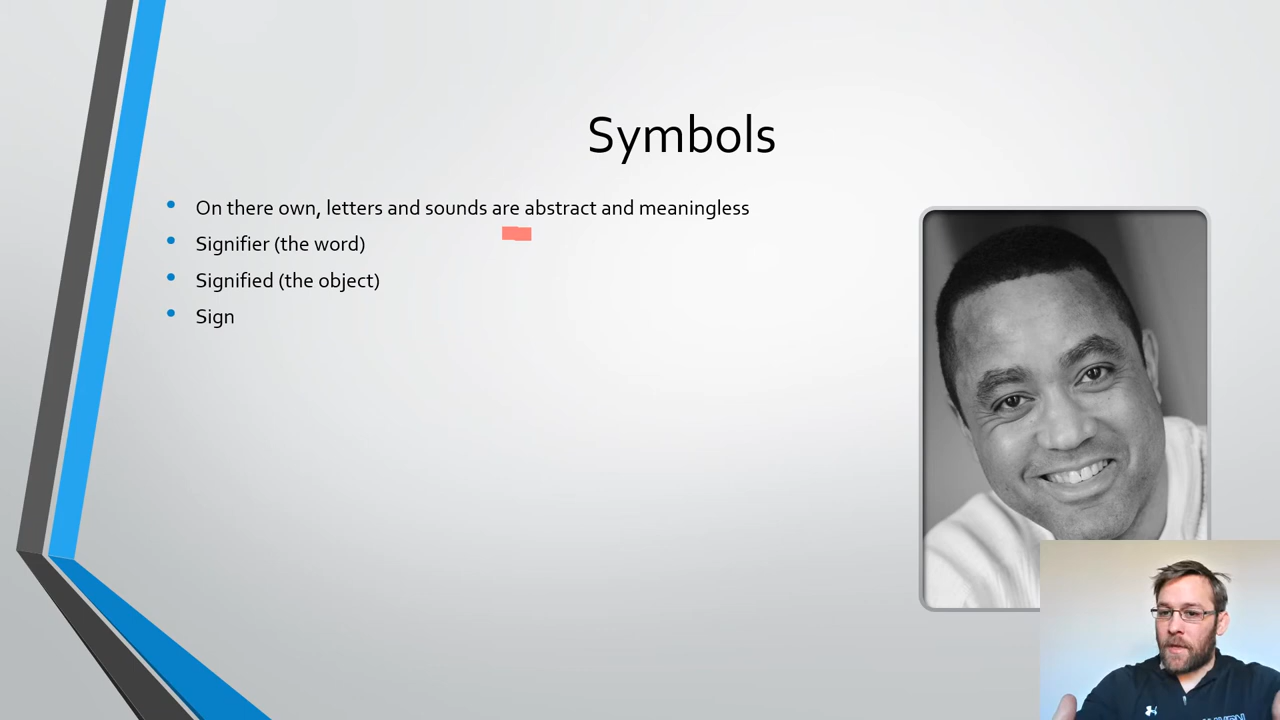 Symbols
On there own, letters and sounds are abstract and meaningless
Signifier (the word)
Signified (the object)
Sign